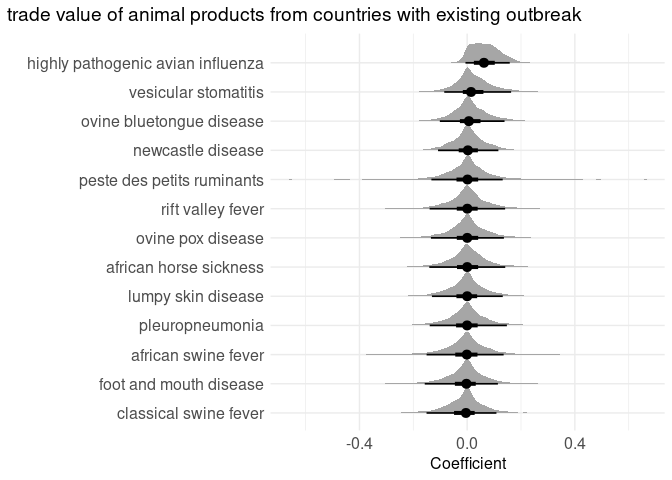 trade value of animal products from countries with existing outbreak
highly pathogenic avian influenza
vesicular stomatitis
ovine bluetongue disease
newcastle disease
peste des petits ruminants
rift valley fever
ovine pox disease
african horse sickness
lumpy skin disease
pleuropneumonia
african swine fever
foot and mouth disease
classical swine fever
-0.4 0.0 0.4
Coefficient